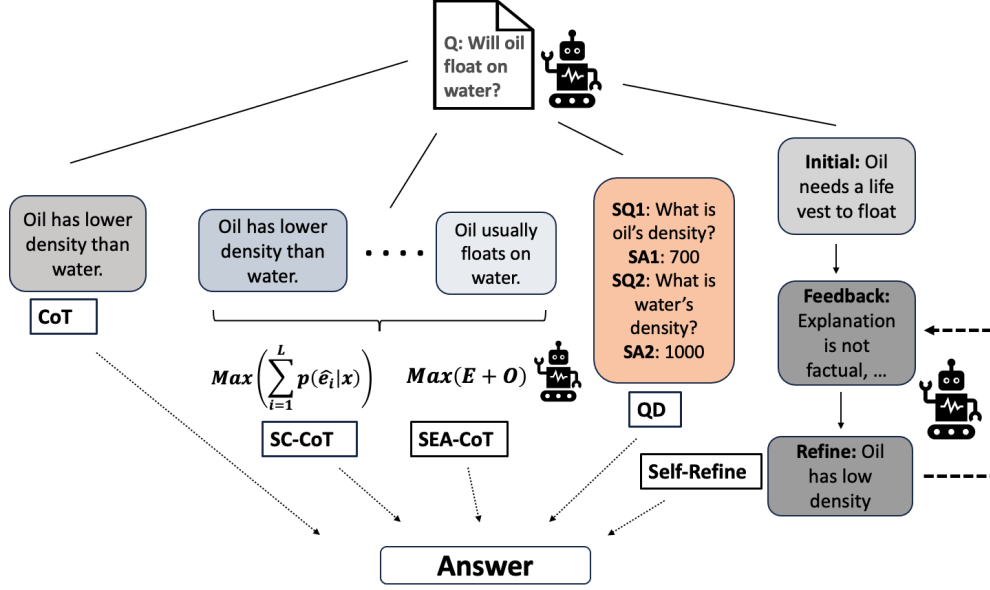 Q: Will oil
float on
water?
Oil has lower
density than
water.
CoT
Oil has lower
density than
water.
. . . .
Oil usually
floats on
water.
Max(∑_{i=1}^{L} p(ê_i|x))
Max(E + O)
SC-CoT
SEA-CoT
SQ1: What is
oil's density?
SA1: 700
SQ2: What is
water's
density?
SA2: 1000
QD
Initial: Oil
needs a life
vest to float
Feedback:
Explanation
is not
factual, ...
Refine: Oil
has low
density
Self-Refine
Answer